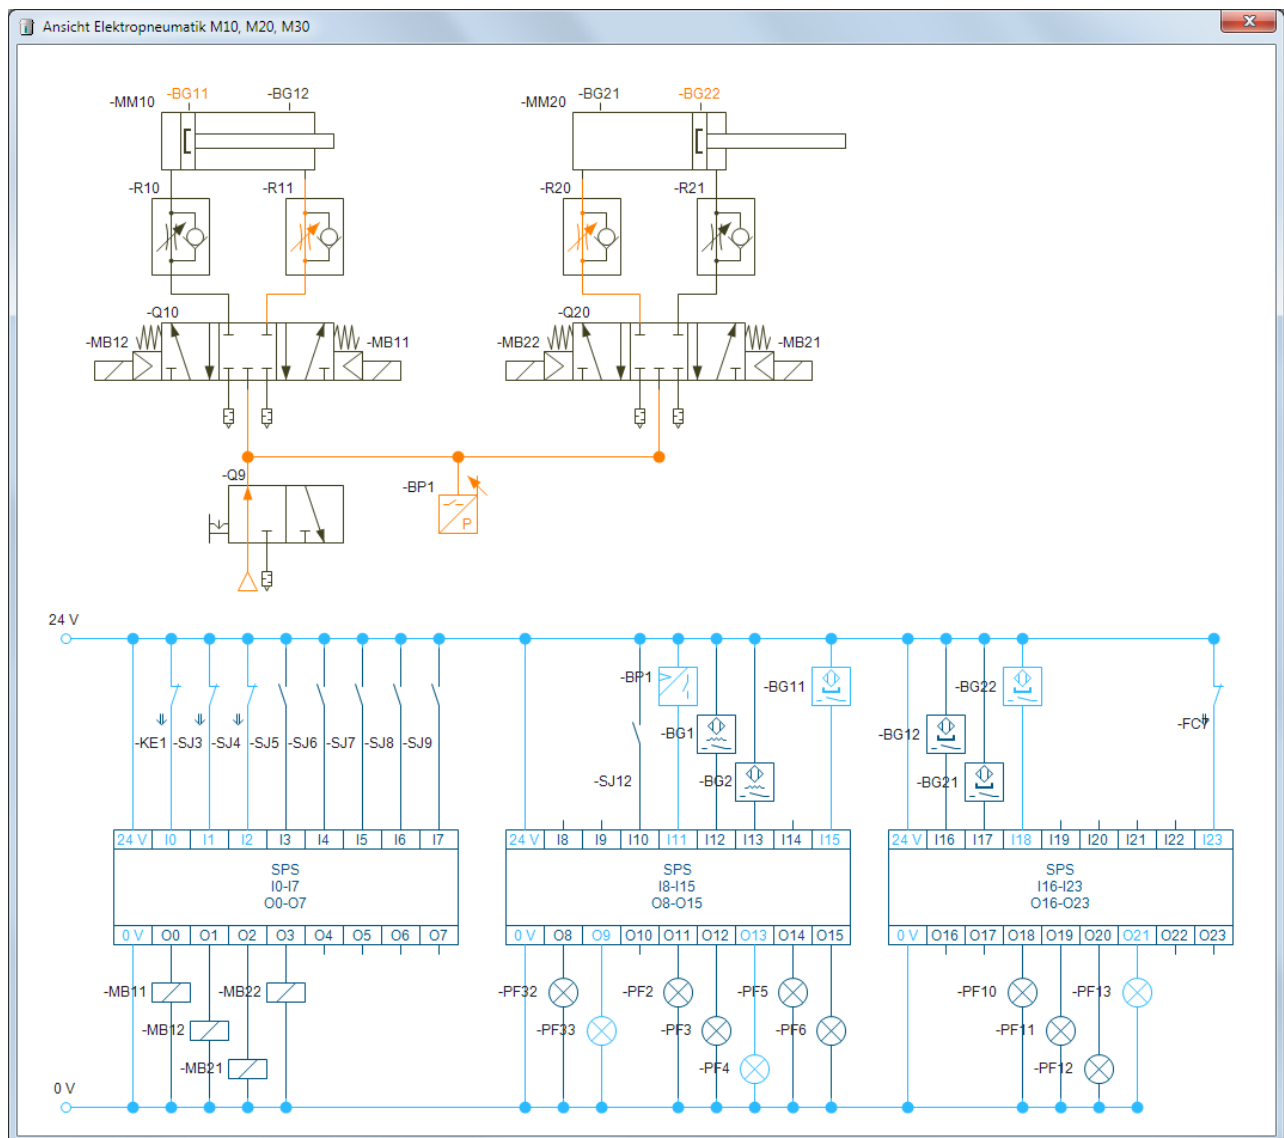 Ansicht Elektropneumatik M10, M20, M30
-MM10 -BG11 -BG12 -MM20 -BG21 -BG22
-R10 -R11 -R20 -R21
-Q10 -Q20
-MB12 -MB11 -MB22 -MB21
-Q9 -BP1
P
24 V
-BP1 -BG11 -BG22
-KE1 -SJ3 -SJ4 -SJ5 -SJ6 -SJ7 -SJ8 -SJ9 -BG1 -BG12 -FC7
-SJ12 -BG2 -BG21
24 V I0 I1 I2 I3 I4 I5 I6 I7 24 V I8 I9 I10 I11 I12 I13 I14 I15 24 V I16 I17 I18 I19 I20 I21 I22 I23
SPS SPS SPS
I0-I7 I8-I15 I16-I23
O0-O7 O8-O15 O16-O23
0 V O0 O1 O2 O3 O4 O5 O6 O7 0 V O8 O9 O10 O11 O12 O13 O14 O15 0 V O16 O17 O18 O19 O20 O21 O22 O23
-MB11 -MB22 -PF32 -PF2 -PF5 -PF10 -PF13
-MB12 -PF33 -PF3 -PF6 -PF11
-MB21 -PF4 -PF12
0 V